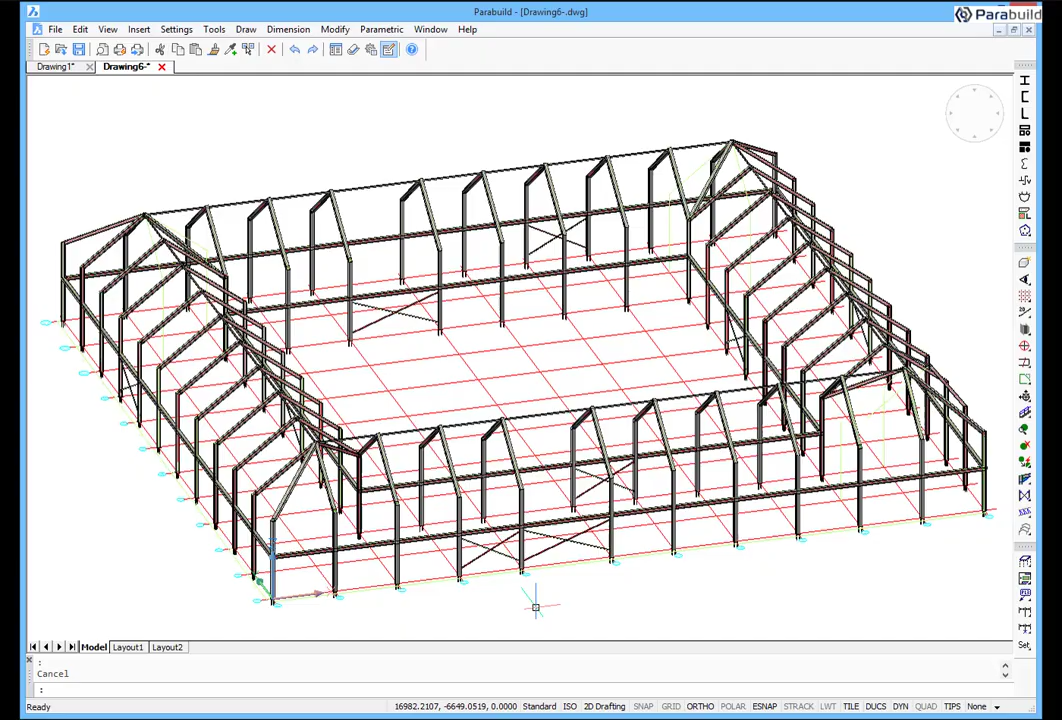 Parabuild - [Drawing6-.dwg]
Parabuild
File Edit View Insert Settings Tools Draw Dimension Modify Parametric Window Help
Drawing1* Drawing6-*
Model Layout1 Layout2
:
Cancel
:
Ready 16982.2107, -6649.0519, 0.0000 Standard ISO 2D Drafting SNAP GRID ORTHO POLAR ESNAP STRACK LWT TILE DUCS DYN QUAD TIPS None
Set.